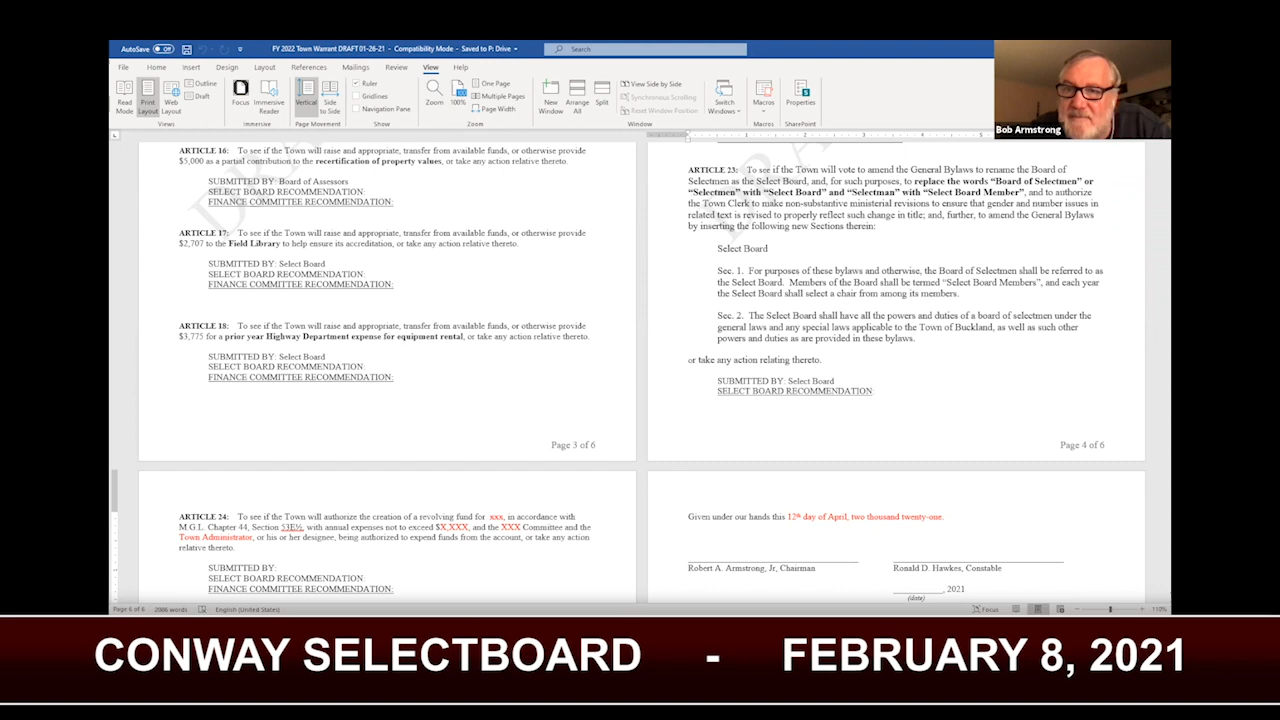 AutoSave Off
FY 2022 Town Warrant DRAFT 01-26-21 - Compatibility Mode - Saved to P: Drive
Search
File Home Insert Design Layout References Mailings Review View Help
Read Mode
Print Layout
Web Layout
Outline
Draft
Views
Focus
Immersive Reader
Immersive
Vertical
Side to Side
Page Movement
Ruler
Gridlines
Navigation Pane
Show
Zoom
100%
One Page
Multiple Pages
Page Width
Zoom
New Window
Arrange All
Split
View Side by Side
Synchronous Scrolling
Reset Window Position
Window
Switch Windows
Macros
Macros
Properties
SharePoint
Bob Armstrong
ARTICLE 16: To see if the Town will raise and appropriate, transfer from available funds, or otherwise provide
$5,000 as a partial contribution to the recertification of property values, or take any action relative thereto.
SUBMITTED BY: Board of Assessors
SELECT BOARD RECOMMENDATION:
FINANCE COMMITTEE RECOMMENDATION:
ARTICLE 17: To see if the Town will raise and appropriate, transfer from available funds, or otherwise provide
$2,707 to the Field Library to help ensure its accreditation, or take any action relative thereto.
SUBMITTED BY: Select Board
SELECT BOARD RECOMMENDATION:
FINANCE COMMITTEE RECOMMENDATION:
ARTICLE 18: To see if the Town will raise and appropriate, transfer from available funds, or otherwise provide
$3,775 for a prior year Highway Department expense for equipment rental, or take any action relative thereto.
SUBMITTED BY: Select Board
SELECT BOARD RECOMMENDATION:
FINANCE COMMITTEE RECOMMENDATION:
Page 3 of 6
ARTICLE 23: To see if the Town will vote to amend the General Bylaws to rename the Board of
Selectmen as the Select Board, and, for such purposes, to replace the words “Board of Selectmen” or
“Selectmen” with “Select Board” and “Selectman” with “Select Board Member”, and to authorize
the Town Clerk to make non-substantive ministerial revisions to ensure that gender and number issues in
related text is revised to properly reflect such change in title; and, further, to amend the General Bylaws
by inserting the following new Sections therein:
Select Board
Sec. 1. For purposes of these bylaws and otherwise, the Board of Selectmen shall be referred to as
the Select Board. Members of the Board shall be termed “Select Board Members”, and each year
the Select Board shall select a chair from among its members.
Sec. 2. The Select Board shall have all the powers and duties of a board of selectmen under the
general laws and any special laws applicable to the Town of Buckland, as well as such other
powers and duties as are provided in these bylaws.
or take any action relating thereto.
SUBMITTED BY: Select Board
SELECT BOARD RECOMMENDATION:
Page 4 of 6
ARTICLE 24: To see if the Town will authorize the creation of a revolving fund for xxx, in accordance with
M.G.L. Chapter 44, Section 53E½, with annual expenses not to exceed $X,XXX, and the XXX Committee and the
Town Administrator, or his or her designee, being authorized to expend funds from the account, or take any action
relative thereto.
SUBMITTED BY:
SELECT BOARD RECOMMENDATION:
FINANCE COMMITTEE RECOMMENDATION:
Given under our hands this 12th day of April, two thousand twenty-one.
Robert A. Armstrong, Jr, Chairman
Ronald D. Hawkes, Constable
________, 2021
(date)
Page 6 of 6 2086 words English (United States)
Focus
110%
CONWAY SELECTBOARD - FEBRUARY 8, 2021